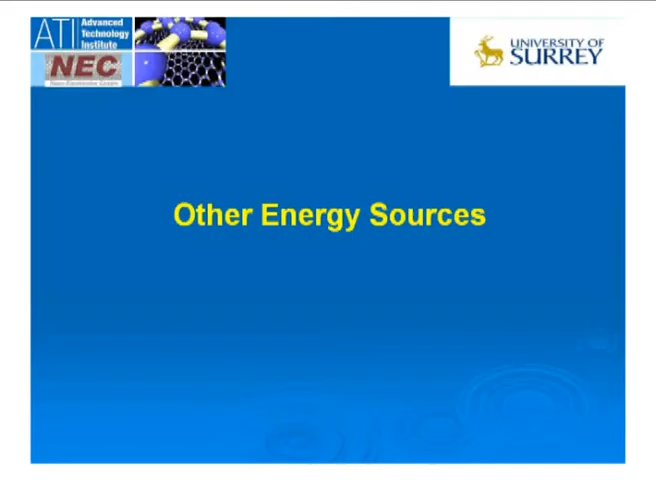 ATI Advanced
Technology
Institute
NEC
UNIVERSITY OF
SURREY
Other Energy Sources